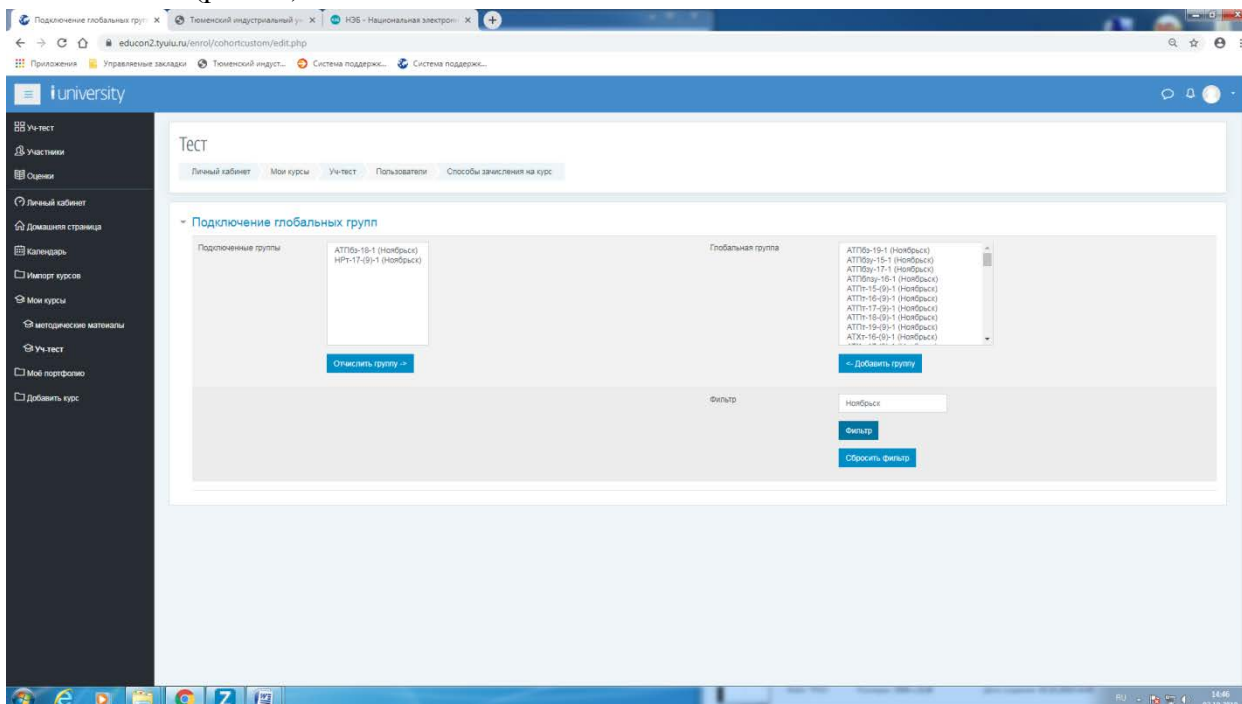 Подключение глобальных груп
Тюменский индустриальный у
НЭБ - Национальная электрон
educon2.tyuiu.ru/enrol/cohortcustom/edit.php
Приложения
Управляемые закладки
Тюменский индуст...
Система поддержк...
Система поддержк...
iuniversity
Уч-тест
Участники
Оценки
Личный кабинет
Домашняя страница
Календарь
Импорт курсов
Мои курсы
методические матеиалы
Уч-тест
Моё портфолио
Добавить курс
Тест
Личный кабинет Мои курсы Уч-тест Пользователи Способы зачисления на курс
Подключение глобальных групп
Подключенные группы
АТПбз-18-1 (Ноябрьск)
НРт-17-(9)-1 (Ноябрьск)
Отчислить группу ->
Глобальная группа
АТПбз-19-1 (Ноябрьск)
АТПбзу-15-1 (Ноябрьск)
АТПбзу-17-1 (Ноябрьск)
АТПбпзу-16-1 (Ноябрьск)
АТПт-15-(9)-1 (Ноябрьск)
АТПт-16-(9)-1 (Ноябрьск)
АТПт-17-(9)-1 (Ноябрьск)
АТПт-18-(9)-1 (Ноябрьск)
АТПт-19-(9)-1 (Ноябрьск)
АТХт-16-(9)-1 (Ноябрьск)
<- Добавить группу
Фильтр
Ноябрьск
Фильтр
Сбросить фильтр
RU
14:46